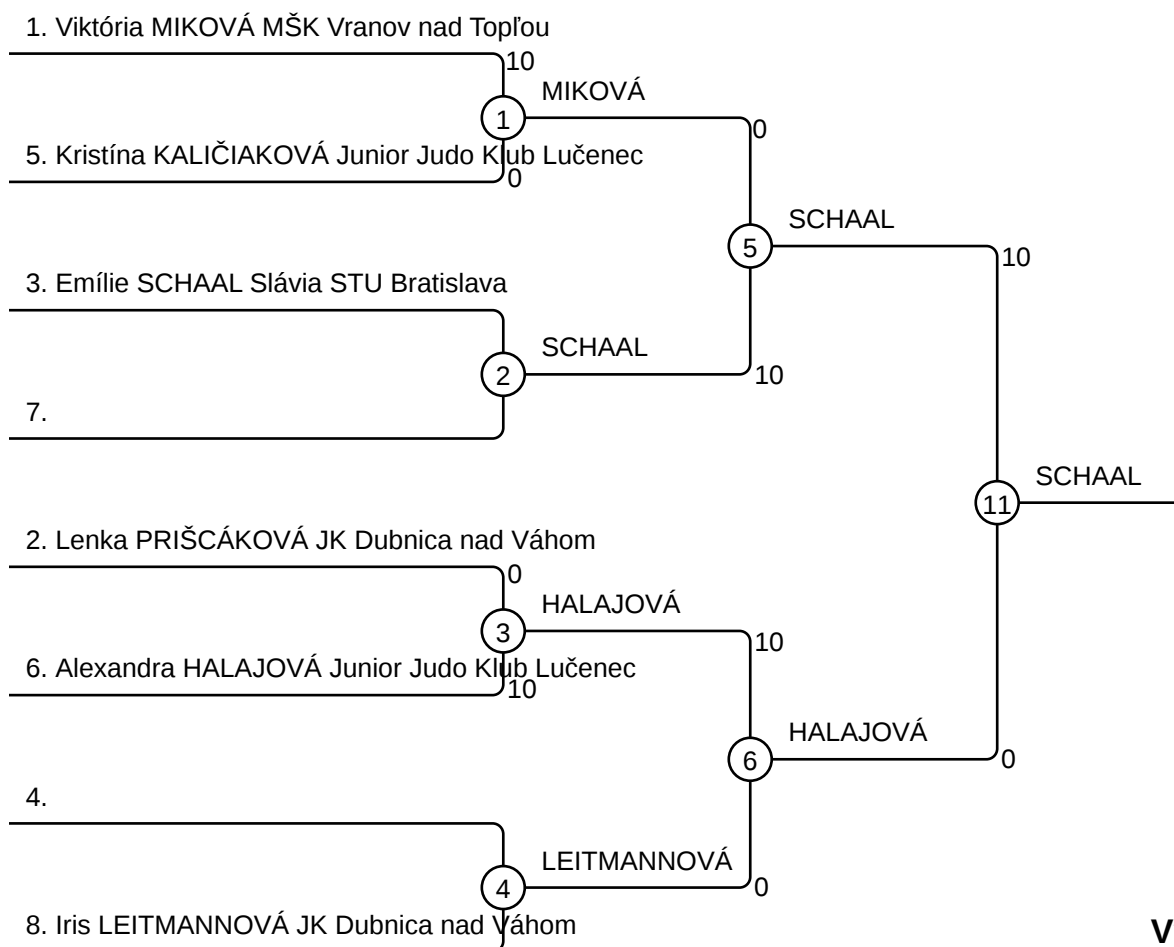 1. Viktória MIKOVÁ MŠK Vranov nad Topľou
10
MIKOVÁ
1
0
5. Kristína KALIČIAKOVÁ Junior Judo Klub Lučenec
0
SCHAAL
5
10
3. Emílie SCHAAL Slávia STU Bratislava
SCHAAL
2
10
7.
SCHAAL
11
2. Lenka PRIŠCÁKOVÁ JK Dubnica nad Váhom
0
HALAJOVÁ
3
10
6. Alexandra HALAJOVÁ Junior Judo Klub Lučenec
10
HALAJOVÁ
6
0
4.
LEITMANNOVÁ
4
0
8. Iris LEITMANNOVÁ JK Dubnica nad Váhom
V